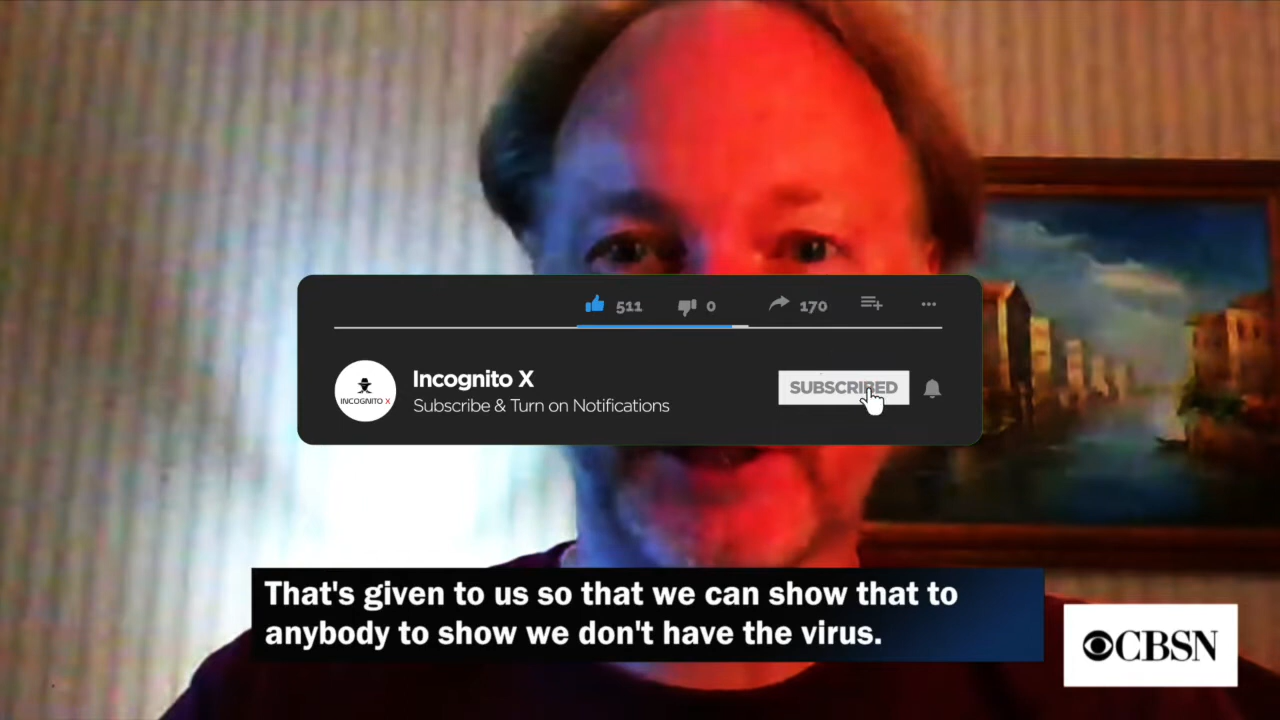 511 0 170
Incognito X
INCOGNITO X
Subscribe & Turn on Notifications
SUBSCRIBED
That's given to us so that we can show that to
anybody to show we don't have the virus.
CBSN